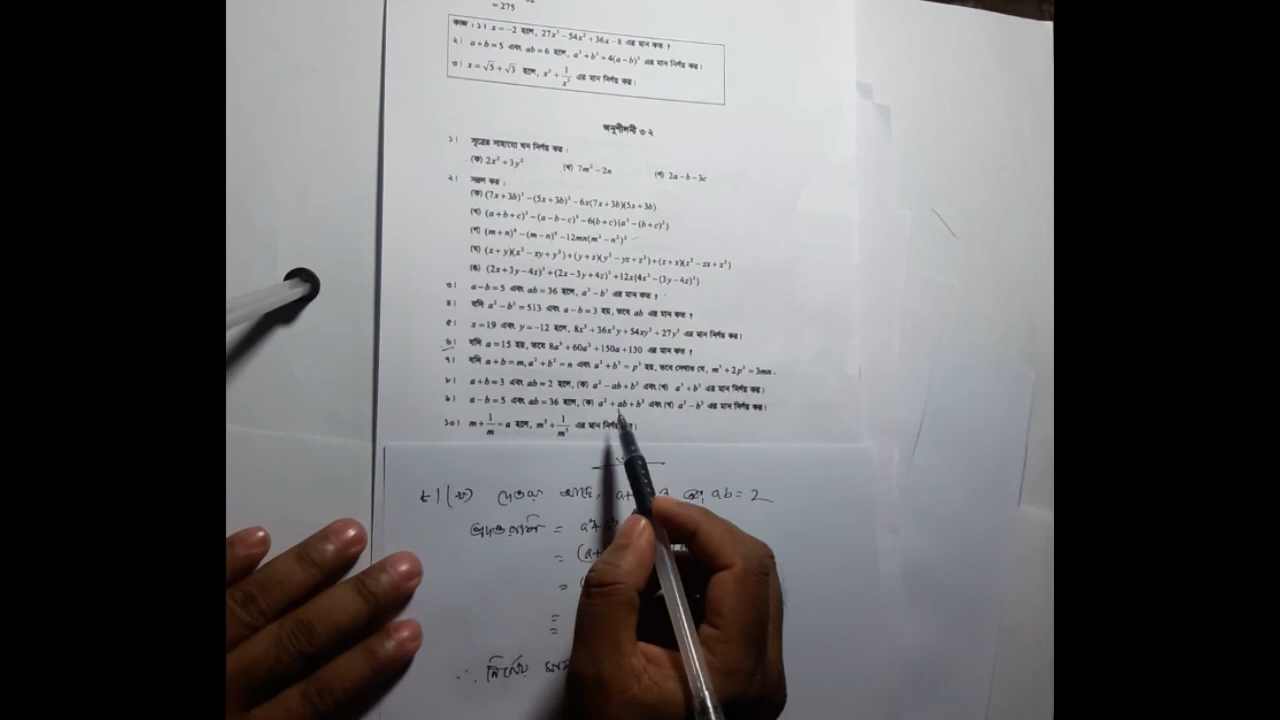 = 275
কাজ : ১। x = −2 হলে, 27x³ − 54x² + 36x − 8 এর মান কত ?
২। a + b = 5 এবং ab = 6 হলে, a³ + b³ + 4(a − b)² এর মান নির্ণয় কর।
৩। x = √5 + √3 হলে, x³ + 1/x³ এর মান নির্ণয় কর।
অনুশীলনী ৩.২
১। সূত্রের সাহায্যে ঘন নির্ণয় কর :
(ক) 2x² + 3y² (খ) 7m² − 2n (গ) 2a − b − 3c
২। সরল কর :
(ক) (7x + 3b)³ − (5x + 3b)³ − 6x(7x + 3b)(5x + 3b)
(খ) (a + b + c)³ − (a − b − c)³ − 6(b + c){a² − (b + c)²}
(গ) (m + n)⁶ − (m − n)⁶ − 12mn(m² − n²)²
(ঘ) (x + y)(x² − xy + y²) + (y + z)(y² − yz + z²) + (z + x)(z² − zx + x²)
(ঙ) (2x + 3y − 4z)³ + (2x − 3y + 4z)³ + 12x{4x² − (3y − 4z)²}
৩। a − b = 5 এবং ab = 36 হলে, a³ − b³ এর মান কত ?
৪। যদি a³ − b³ = 513 এবং a − b = 3 হয়, তবে ab এর মান কত ?
৫। x = 19 এবং y = −12 হলে, 8x³ + 36x²y + 54xy² + 27y³ এর মান নির্ণয় কর।
৬। যদি a = 15 হয়, তবে 8a³ + 60a² + 150a + 130 এর মান কত ?
৭। যদি a + b = m, a² + b² = n এবং a³ + b³ = p³ হয়, তবে দেখাও যে, m³ + 2p³ = 3mn.
৮। a + b = 3 এবং ab = 2 হলে, (ক) a² − ab + b² এবং (খ) a³ + b³ এর মান নির্ণয় কর।
৯। a − b = 5 এবং ab = 36 হলে, (ক) a² + ab + b² এবং (খ) a³ − b³ এর মান নির্ণয় কর।
১০। m + 1/m = a হলে, m³ + 1/m³ এর মান নির্ণয় কর।
৮। (খ) দেওয়া আছে, a+ 3 এবং ab = 2
প্রদত্ত রাশি =
= (a+
=
=
=
∴ নির্ণেয় মান